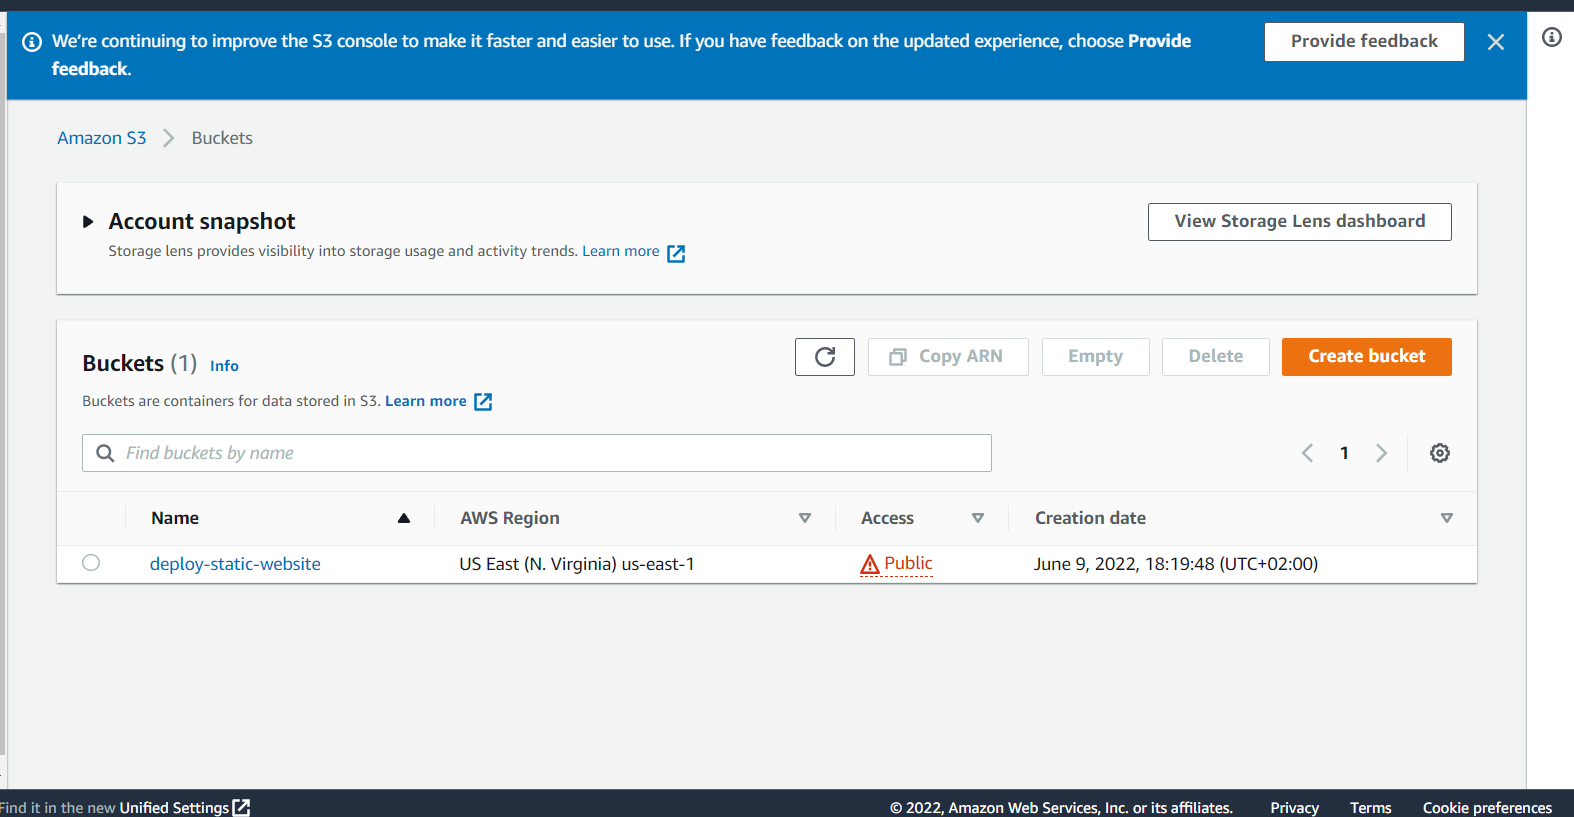 We're continuing to improve the S3 console to make it faster and easier to use. If you have feedback on the updated experience, choose Provide
feedback.
Provide feedback
Amazon S3
Buckets
Account snapshot
View Storage Lens dashboard
Storage lens provides visibility into storage usage and activity trends. Learn more
Buckets (1) Info
Copy ARN
Empty
Delete
Create bucket
Buckets are containers for data stored in S3. Learn more
Find buckets by name
1
Name
AWS Region
Access
Creation date
deploy-static-website
US East (N. Virginia) us-east-1
Public
June 9, 2022, 18:19:48 (UTC+02:00)
Find it in the new Unified Settings
© 2022, Amazon Web Services, Inc. or its affiliates.
Privacy
Terms
Cookie preferences